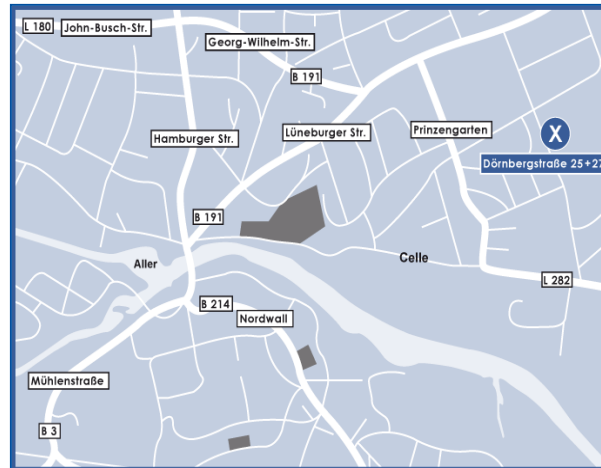 L 180
John-Busch-Str.
Georg-Wilhelm-Str.
B 191
Hamburger Str.
Lüneburger Str.
Prinzengarten
X
Dörnbergstraße 25+27
B 191
Aller
Celle
L 282
B 214
Nordwall
Mühlenstraße
B 3